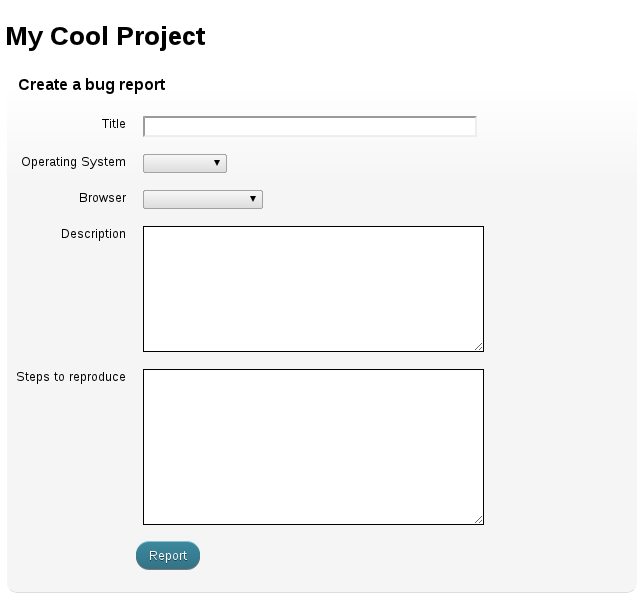 My Cool Project
Create a bug report
Title
Operating System
Browser
Description
Steps to reproduce
Report